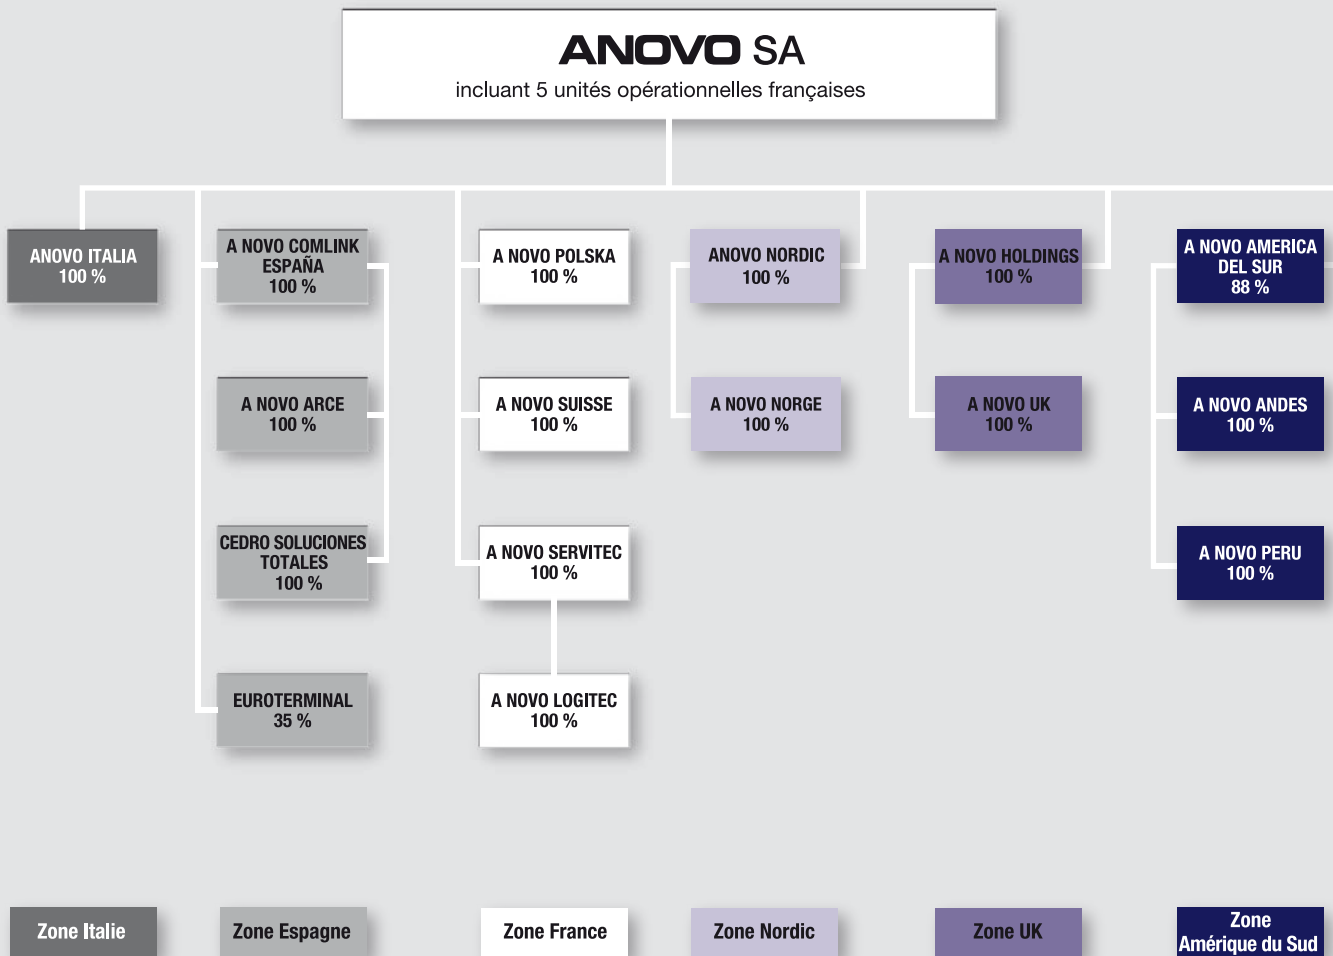 ANOVO SA
incluant 5 unités opérationnelles françaises
ANOVO ITALIA
100 %
A NOVO COMLINK
ESPAÑA
100 %
A NOVO POLSKA
100 %
ANOVO NORDIC
100 %
A NOVO HOLDINGS
100 %
A NOVO AMERICA
DEL SUR
88 %
A NOVO ARCE
100 %
A NOVO SUISSE
100 %
A NOVO NORGE
100 %
A NOVO UK
100 %
A NOVO ANDES
100 %
CEDRO SOLUCIONES
TOTALES
100 %
A NOVO SERVITEC
100 %
A NOVO PERU
100 %
EUROTERMINAL
35 %
A NOVO LOGITEC
100 %
Zone Italie
Zone Espagne
Zone France
Zone Nordic
Zone UK
Zone
Amérique du Sud